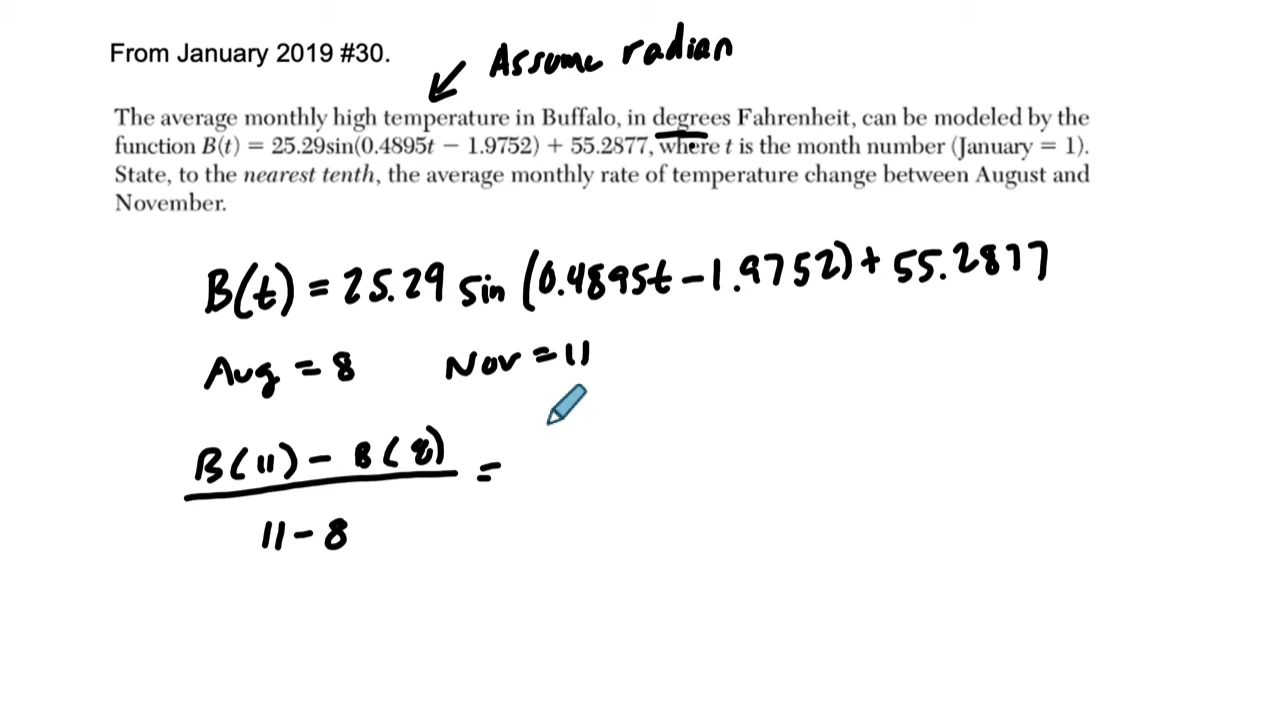 From January 2019 #30.
Assume radian
The average monthly high temperature in Buffalo, in degrees Fahrenheit, can be modeled by the
function B(t) = 25.29sin(0.4895t − 1.9752) + 55.2877, where t is the month number (January = 1).
State, to the nearest tenth, the average monthly rate of temperature change between August and
November.
B(t) = 25.29 sin (0.4895t − 1.9752) + 55.2877
Aug = 8 Nov = 11
B(11) − B(8) =
11 − 8